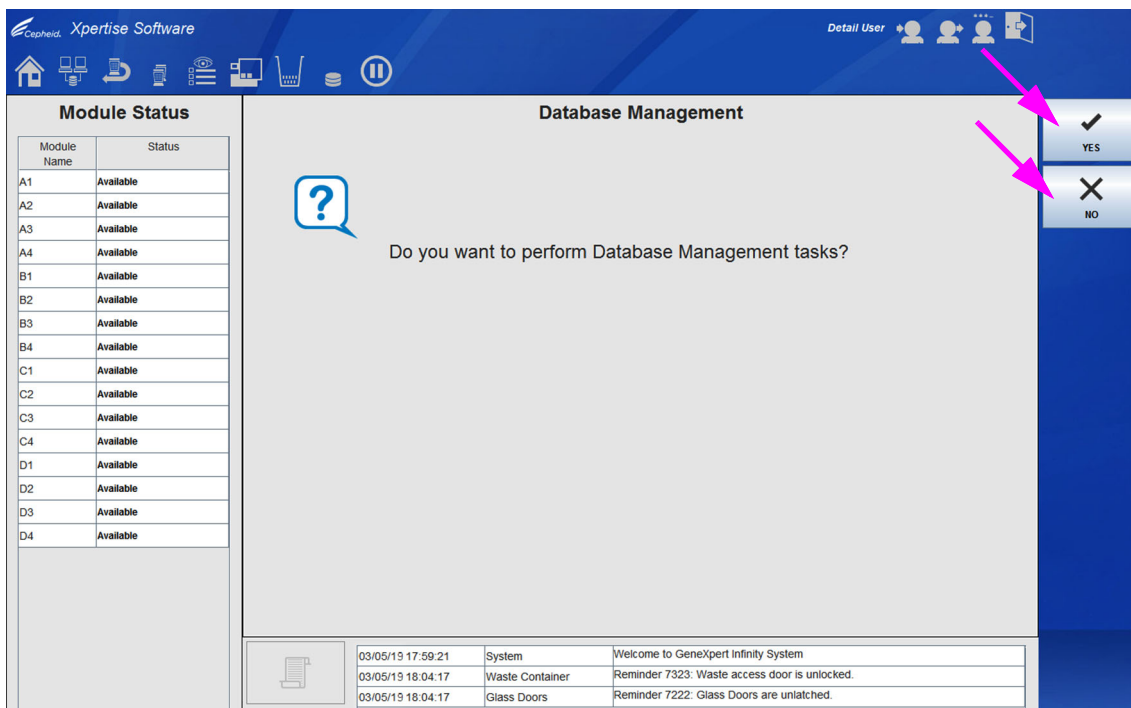 Cepheid. Xpertise Software
Detail User
Module Status
Database Management
YES
NO
Module Name Status
A1 Available
A2 Available
A3 Available
A4 Available
B1 Available
B2 Available
B3 Available
B4 Available
C1 Available
C2 Available
C3 Available
C4 Available
D1 Available
D2 Available
D3 Available
D4 Available
?
Do you want to perform Database Management tasks?
03/05/19 17:59:21 System Welcome to GeneXpert Infinity System
03/05/19 18:04:17 Waste Container Reminder 7323: Waste access door is unlocked.
03/05/19 18:04:17 Glass Doors Reminder 7222: Glass Doors are unlatched.